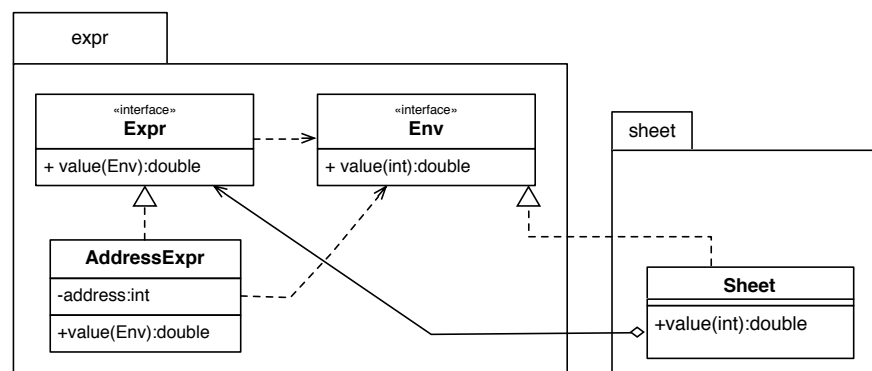 expr
«interface»
Expr
+ value(Env):double
«interface»
Env
+ value(int):double
sheet
AddressExpr
-address:int
+value(Env):double
Sheet
+value(int):double